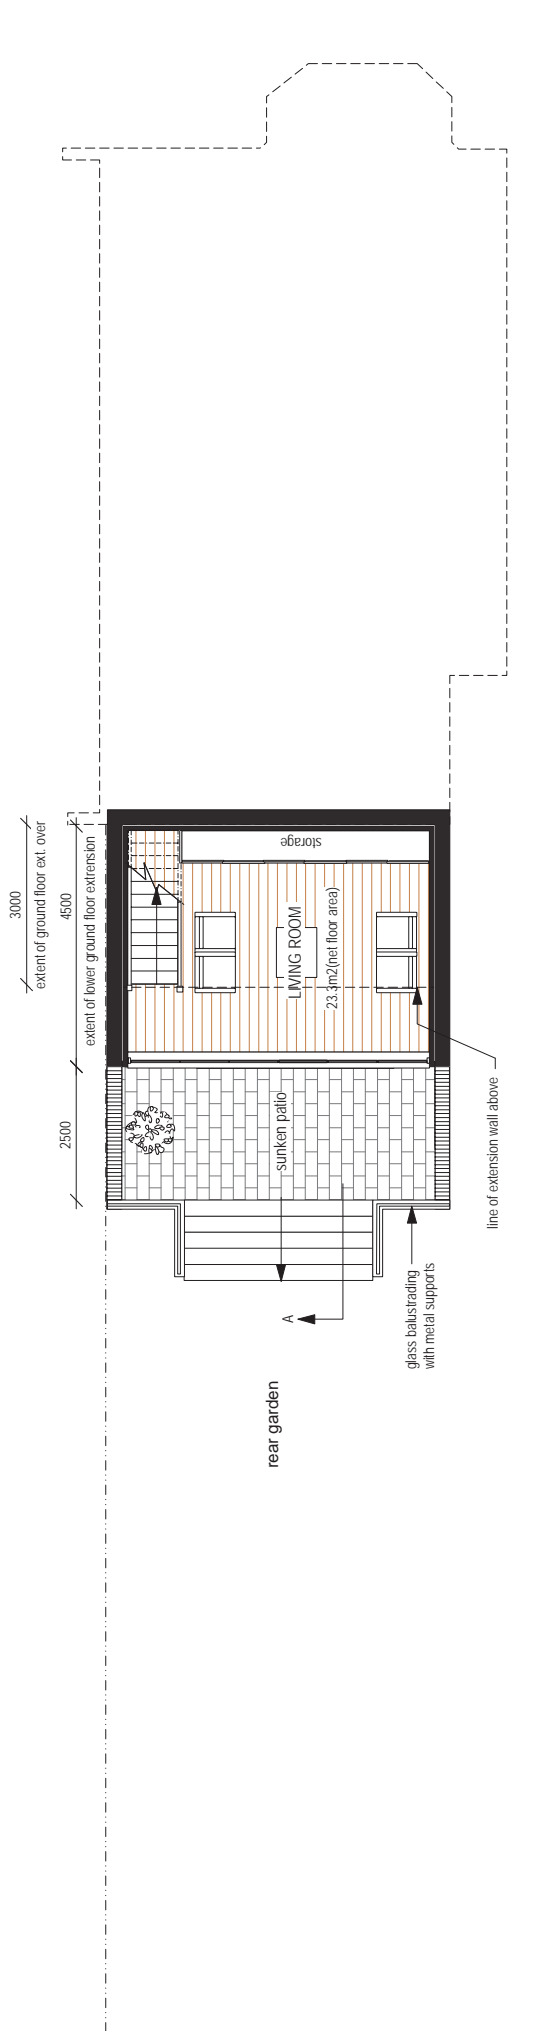 3000
extent of ground floor ext. over
4500
extent of lower ground floor extrension
2500
storage
LIVING ROOM
23.3m2(net floor area)
sunken patio
line of extension wall above
glass balustrading
with metal supports
A
rear garden